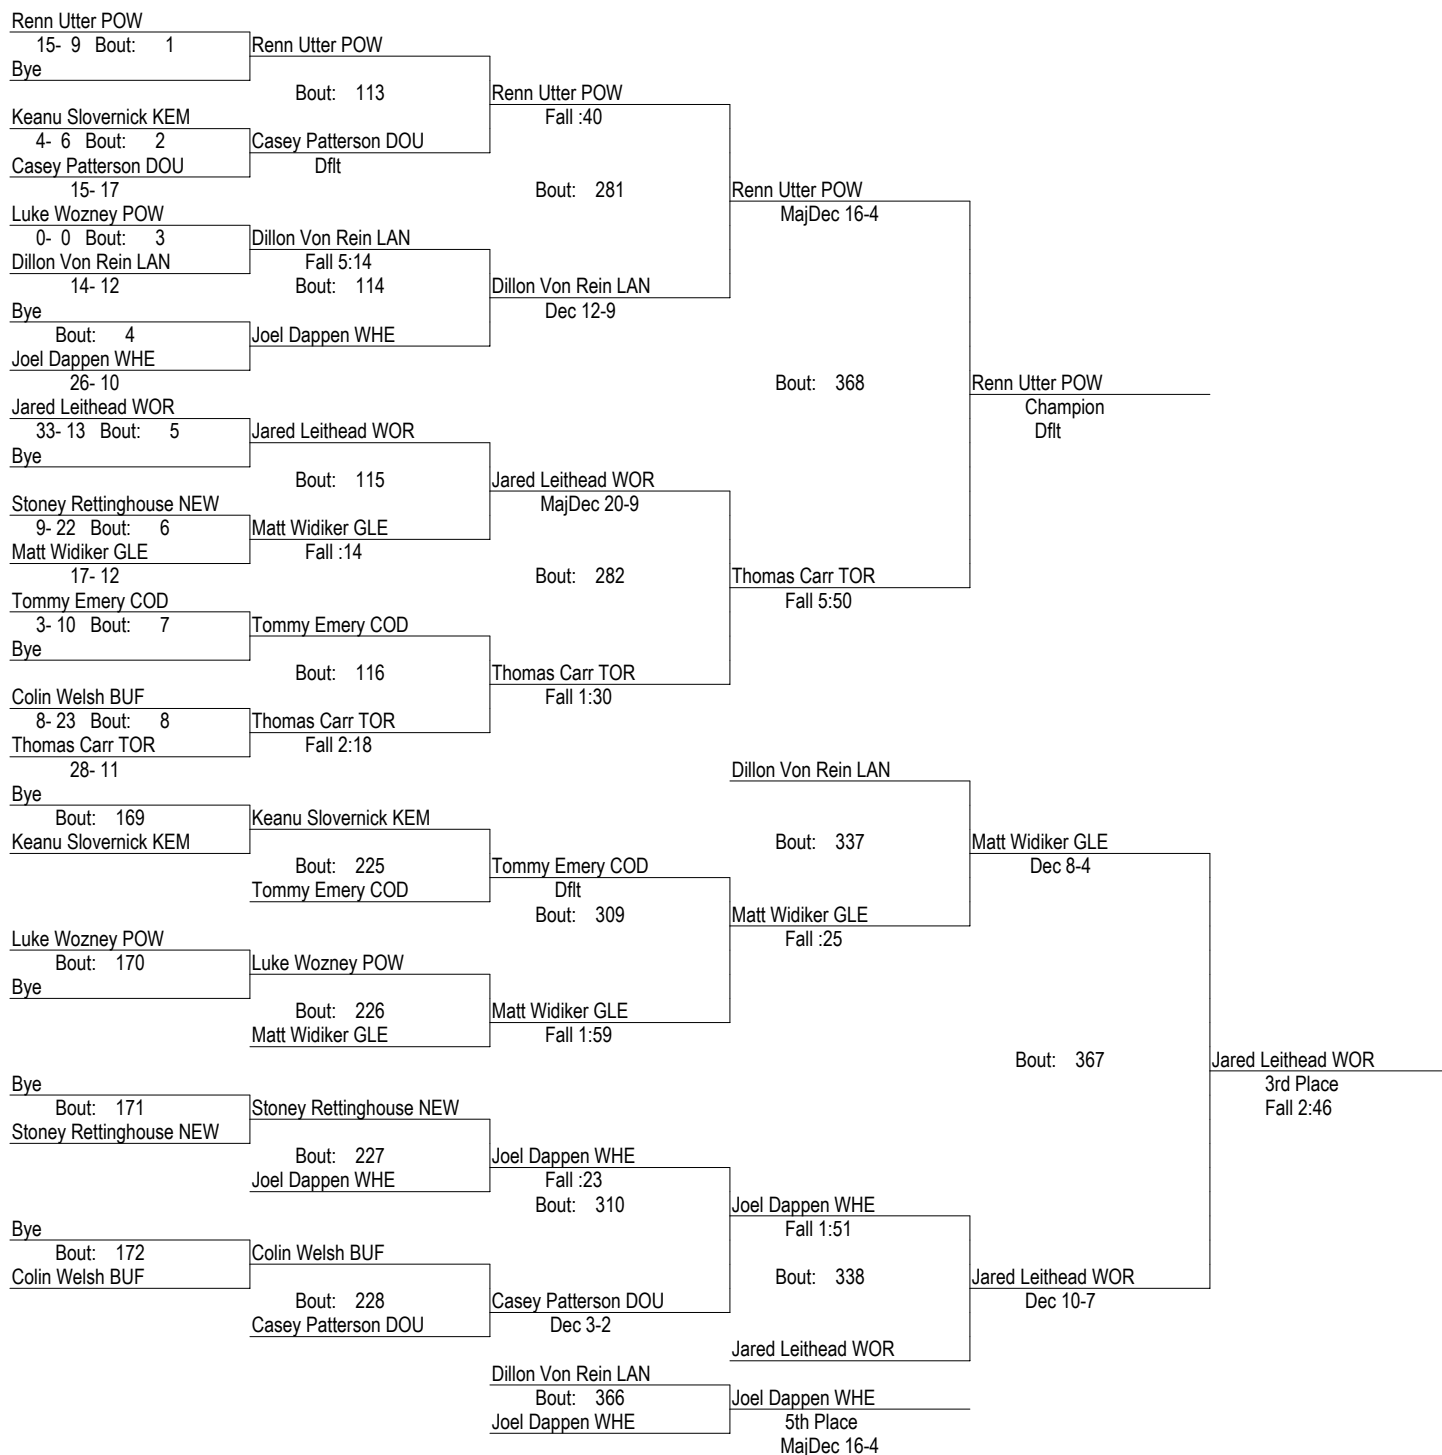 Renn Utter POW
15- 9 Bout: 1
Bye
Renn Utter POW
Bout: 113
Keanu Slovernick KEM
4- 6 Bout: 2
Casey Patterson DOU
15- 17
Casey Patterson DOU
Dflt
Renn Utter POW
Fall :40
Bout: 281
Luke Wozney POW
0- 0 Bout: 3
Dillon Von Rein LAN
14- 12
Dillon Von Rein LAN
Fall 5:14
Bout: 114
Bye
Bout: 4
Joel Dappen WHE
26- 10
Joel Dappen WHE
Dillon Von Rein LAN
Dec 12-9
Renn Utter POW
MajDec 16-4
Bout: 368
Renn Utter POW
Champion
Dflt
Jared Leithead WOR
33- 13 Bout: 5
Bye
Jared Leithead WOR
Bout: 115
Stoney Rettinghouse NEW
9- 22 Bout: 6
Matt Widiker GLE
17- 12
Matt Widiker GLE
Fall :14
Jared Leithead WOR
MajDec 20-9
Bout: 282
Thomas Carr TOR
Fall 5:50
Tommy Emery COD
3- 10 Bout: 7
Bye
Tommy Emery COD
Bout: 116
Colin Welsh BUF
8- 23 Bout: 8
Thomas Carr TOR
28- 11
Thomas Carr TOR
Fall 2:18
Thomas Carr TOR
Fall 1:30
Bye
Bout: 169
Keanu Slovernick KEM
Keanu Slovernick KEM
Bout: 225
Tommy Emery COD
Tommy Emery COD
Dflt
Bout: 309
Dillon Von Rein LAN
Bout: 337
Matt Widiker GLE
Fall :25
Matt Widiker GLE
Dec 8-4
Luke Wozney POW
Bout: 170
Bye
Luke Wozney POW
Bout: 226
Matt Widiker GLE
Matt Widiker GLE
Fall 1:59
Bout: 367
Jared Leithead WOR
3rd Place
Fall 2:46
Bye
Bout: 171
Stoney Rettinghouse NEW
Stoney Rettinghouse NEW
Bout: 227
Joel Dappen WHE
Joel Dappen WHE
Fall :23
Bout: 310
Joel Dappen WHE
Fall 1:51
Bout: 338
Jared Leithead WOR
Jared Leithead WOR
Dec 10-7
Bye
Bout: 172
Colin Welsh BUF
Colin Welsh BUF
Bout: 228
Casey Patterson DOU
Casey Patterson DOU
Dec 3-2
Dillon Von Rein LAN
Bout: 366
Joel Dappen WHE
Joel Dappen WHE
5th Place
MajDec 16-4